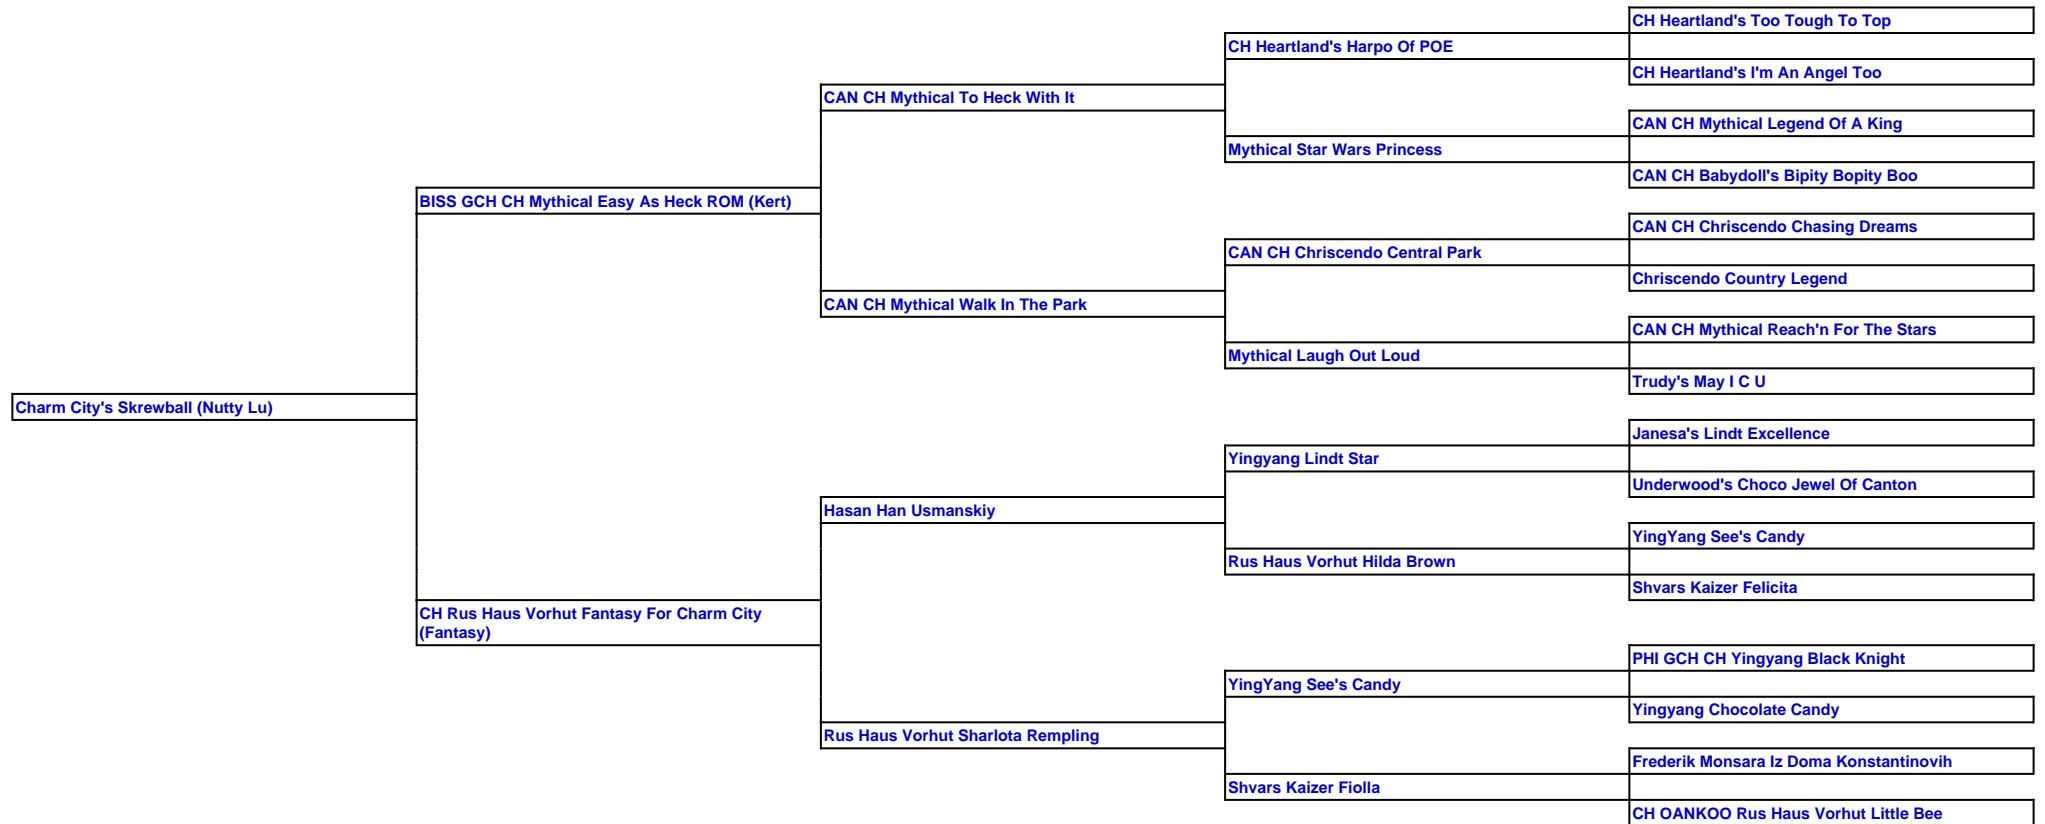 CH Heartland's Too Tough To Top
CH Heartland's Harpo Of POE
CH Heartland's I'm An Angel Too
CAN CH Mythical To Heck With It
CAN CH Mythical Legend Of A King
Mythical Star Wars Princess
CAN CH Babydoll's Bipity Bopity Boo
BISS GCH CH Mythical Easy As Heck ROM (Kert)
CAN CH Chriscendo Chasing Dreams
CAN CH Chriscendo Central Park
Chriscendo Country Legend
CAN CH Mythical Walk In The Park
CAN CH Mythical Reach'n For The Stars
Mythical Laugh Out Loud
Trudy's May I C U
Charm City's Skrewball (Nutty Lu)
Janesa's Lindt Excellence
Yingyang Lindt Star
Underwood's Choco Jewel Of Canton
Hasan Han Usmanskiy
YingYang See's Candy
Rus Haus Vorhut Hilda Brown
Shvars Kaizer Felicita
CH Rus Haus Vorhut Fantasy For Charm City
(Fantasy)
PHI GCH CH Yingyang Black Knight
YingYang See's Candy
Yingyang Chocolate Candy
Rus Haus Vorhut Sharlota Rempling
Frederik Monsara Iz Doma Konstantinovih
Shvars Kaizer Fiolla
CH OANKOO Rus Haus Vorhut Little Bee